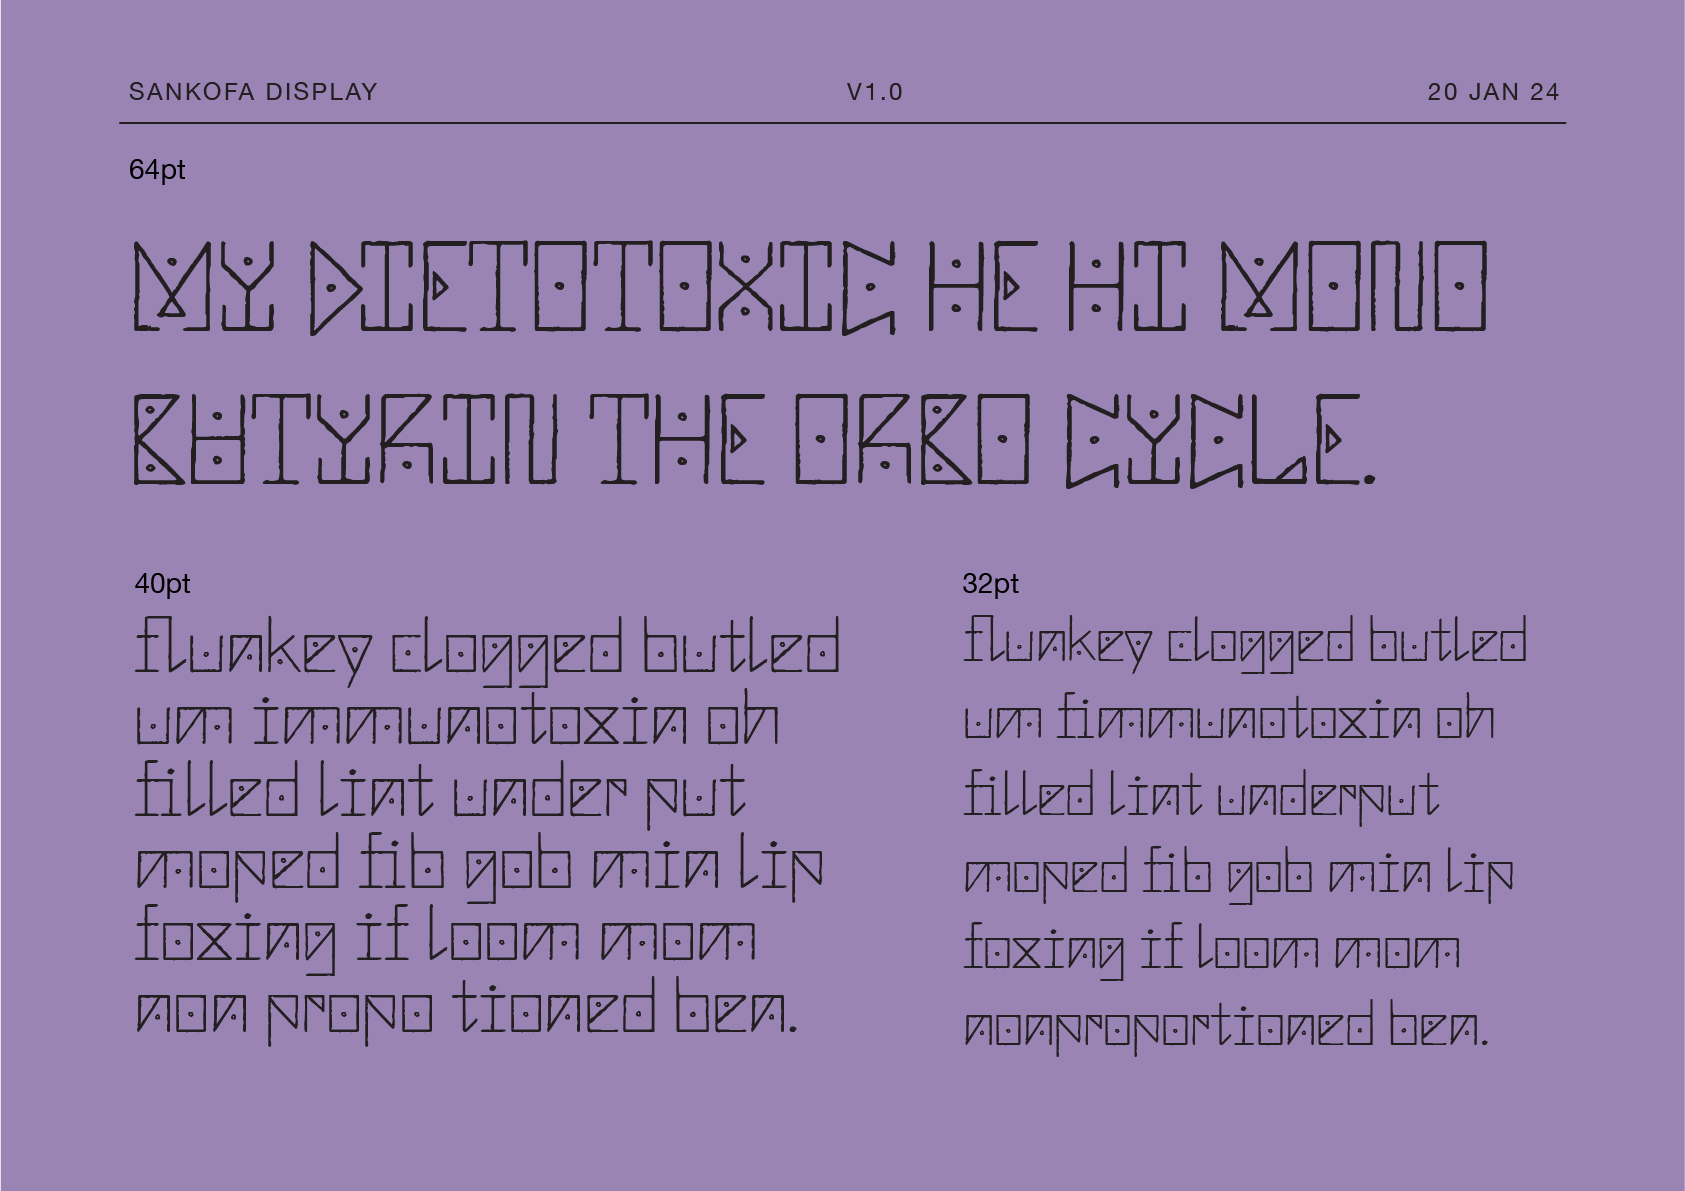 SANKOFA DISPLAY V1.0 20 JAN 24
64pt
MY DIETOTOXIC HE HI MONO
BUTYRIN THE ORBO CYCLE.
40pt
flunkey clogged butled
um immunotoxin oh
filled lint under put
moped fib gob min lip
foxing if loom mom
non propo tioned ben.
32pt
flunkey clogged butled
um fimmunotoxin oh
filled lint underput
moped fib gob min lip
foxing if loom mom
nonproportioned ben.